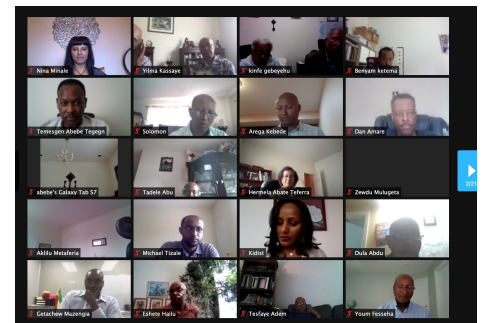 Nina Minale
Yilma Kassaye
kinfe gebeyehu
Benyam ketema
Temesgen Abebe Tegegn
Solomon
Arega Kebede
Dan Amare
abebe's Galaxy Tab S7
Tadele Abu
Hermela Abate Teferra
Zewdu Mulugeta
2/21
Aklilu Metaferia
Michael Tizale
Kidist
Dula Abdu
Getachew Mazengia
Eshete Hailu
Tesfaye Adem
Youm Fesseha